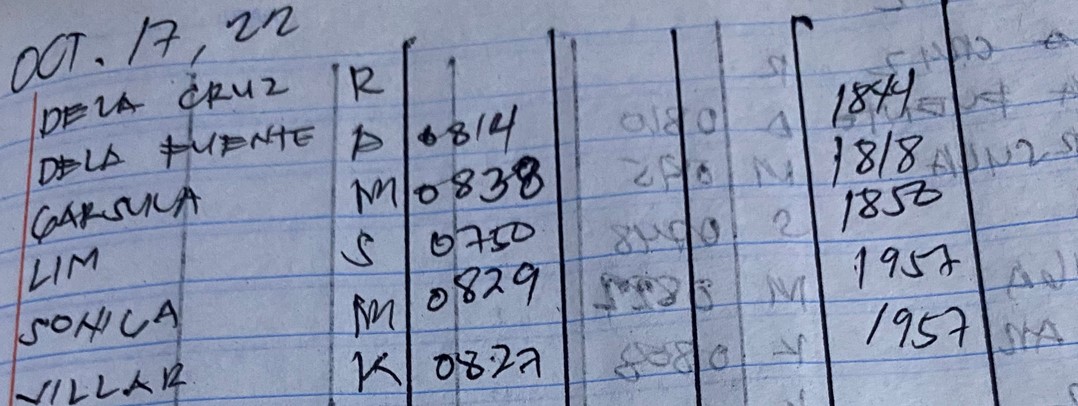 OCT. 17, 22
DELA CRUZ R
DELA FUENTE A 0814 1844
GARSULA M 0838 1818
LIM S 0750 1850
SONICA M 0829 1957
VILLAR K 0827 1957